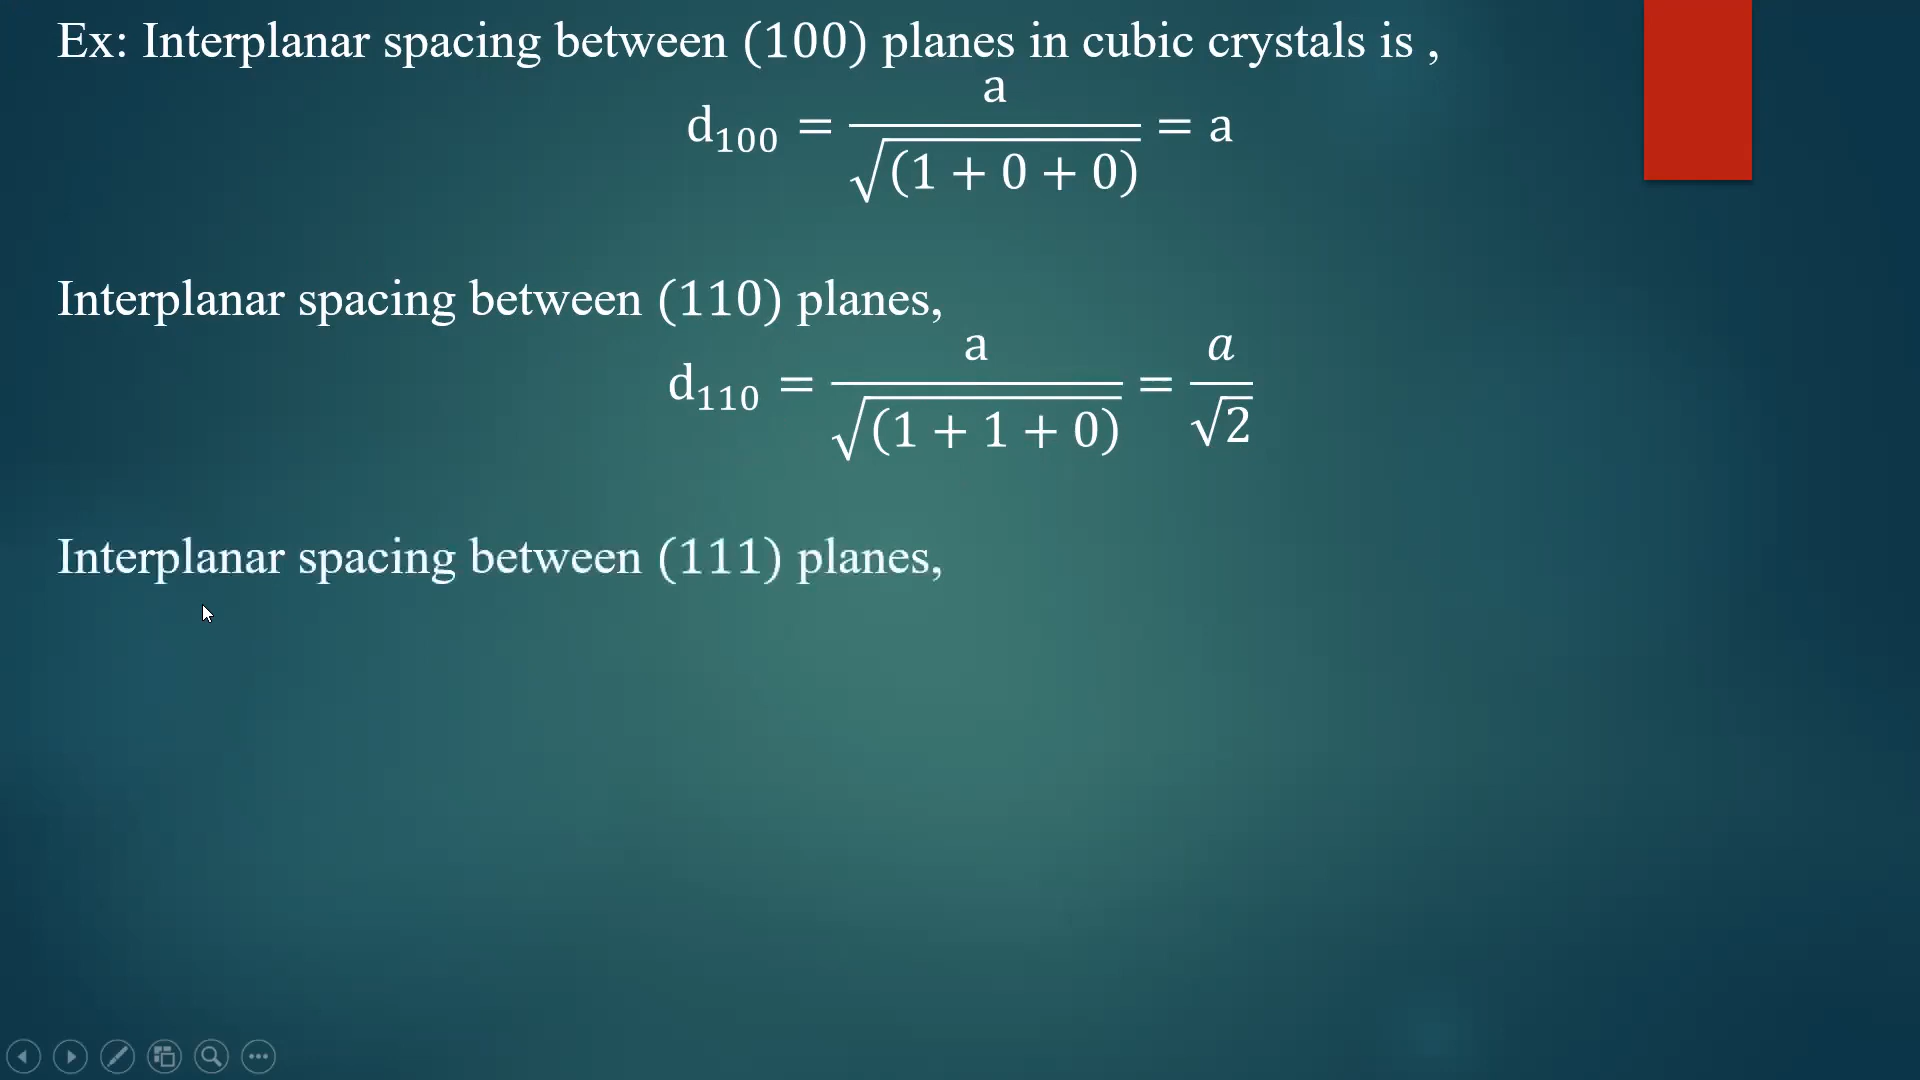 Ex: Interplanar spacing between (100) planes in cubic crystals is ,
d₁₀₀ = a / √(1 + 0 + 0) = a
Interplanar spacing between (110) planes,
d₁₁₀ = a / √(1 + 1 + 0) = a / √2
Interplanar spacing between (111) planes,